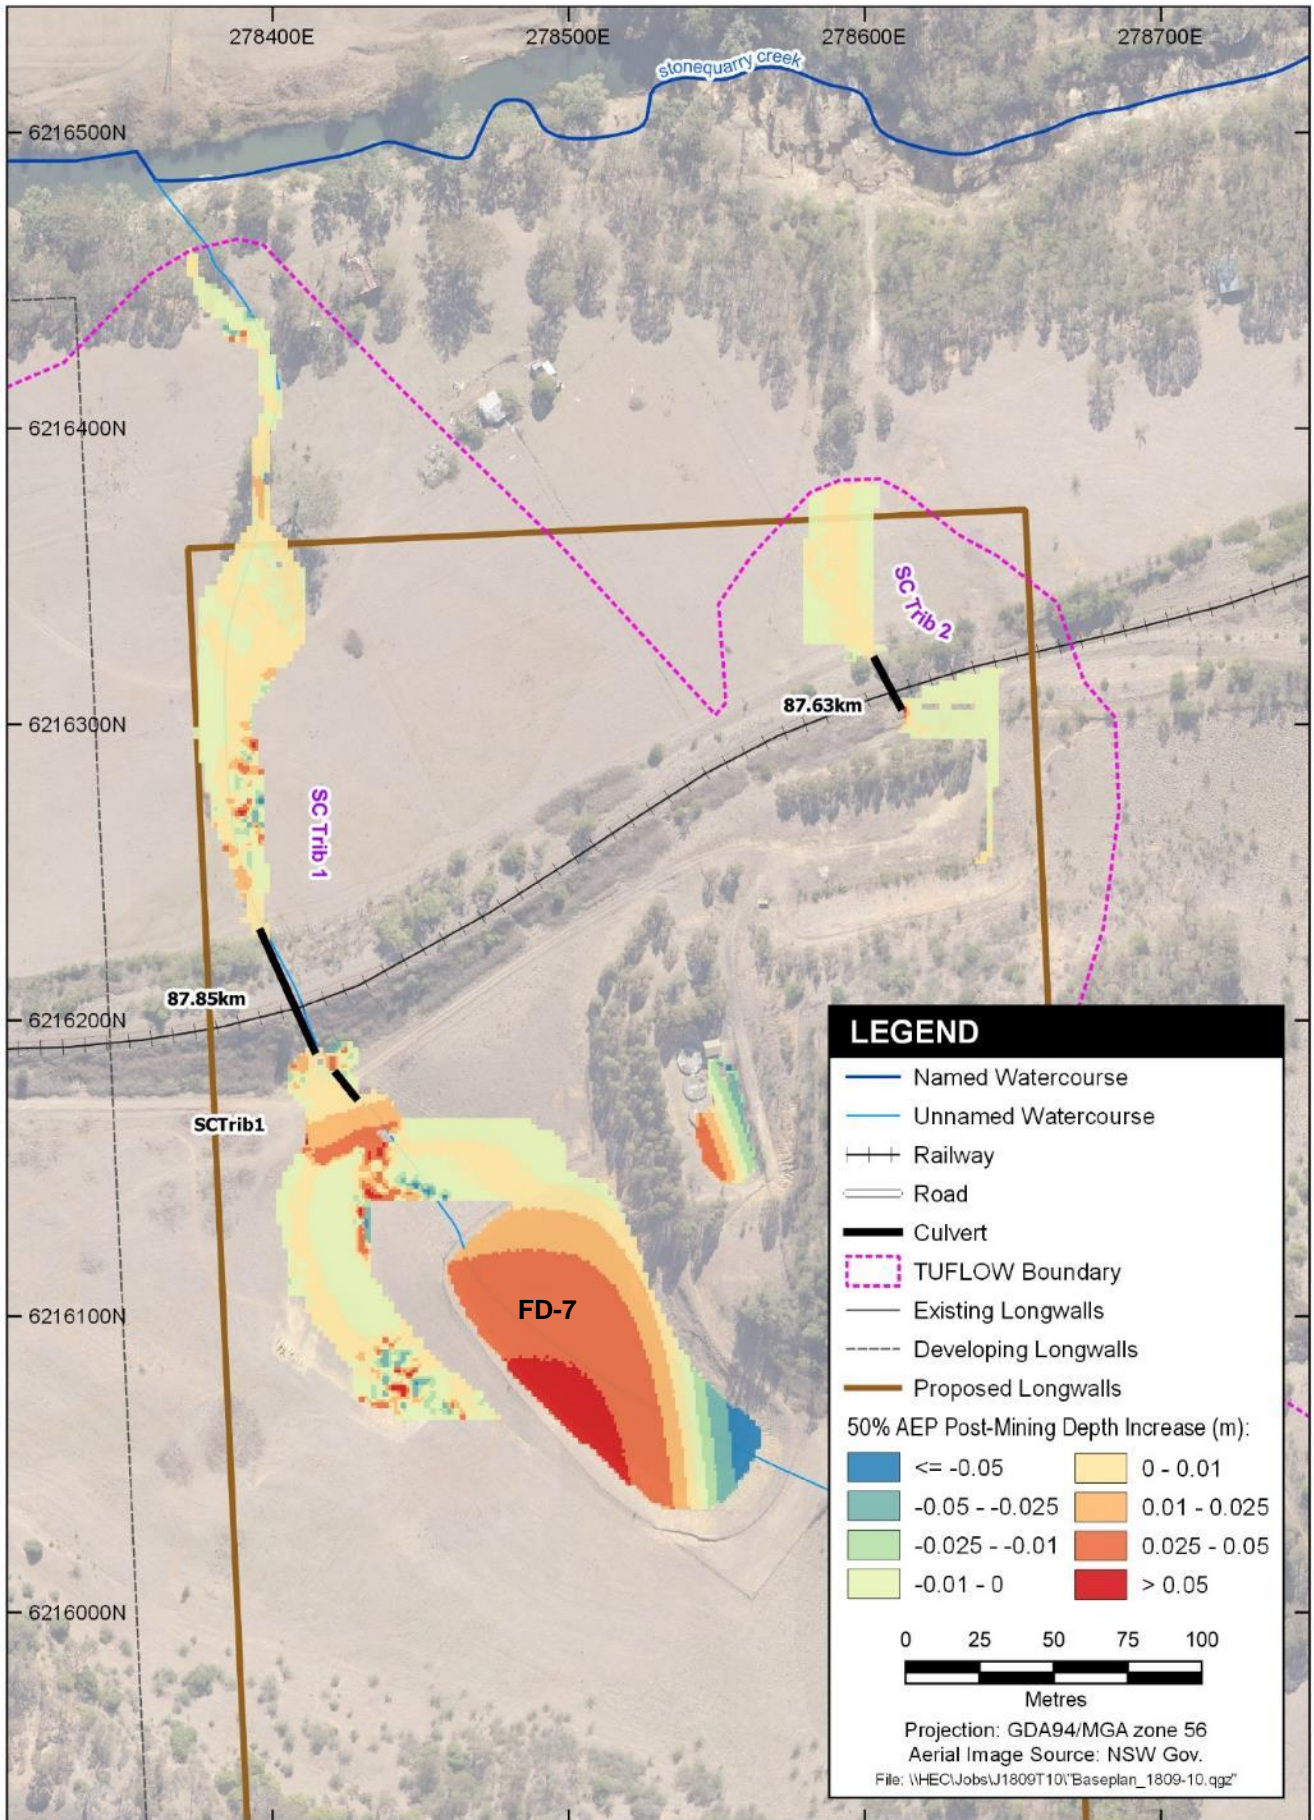 278400E 278500E 278600E 278700E
stonequarry creek
6216500N
6216400N
SC Trib 2
6216300N
87.63km
SC Trib 1
6216200N
87.85km
SCTrib1
6216100N
FD-7
6216000N
LEGEND
Named Watercourse
Unnamed Watercourse
Railway
Road
Culvert
TUFLOW Boundary
Existing Longwalls
Developing Longwalls
Proposed Longwalls
50% AEP Post-Mining Depth Increase (m):
<= -0.05 0 - 0.01
-0.05 - -0.025 0.01 - 0.025
-0.025 - -0.01 0.025 - 0.05
-0.01 - 0 > 0.05
0 25 50 75 100
Metres
Projection: GDA94/MGA zone 56
Aerial Image Source: NSW Gov.
File: \\HEC\Jobs\J1809T10\"Baseplan_1809-10.qgz"